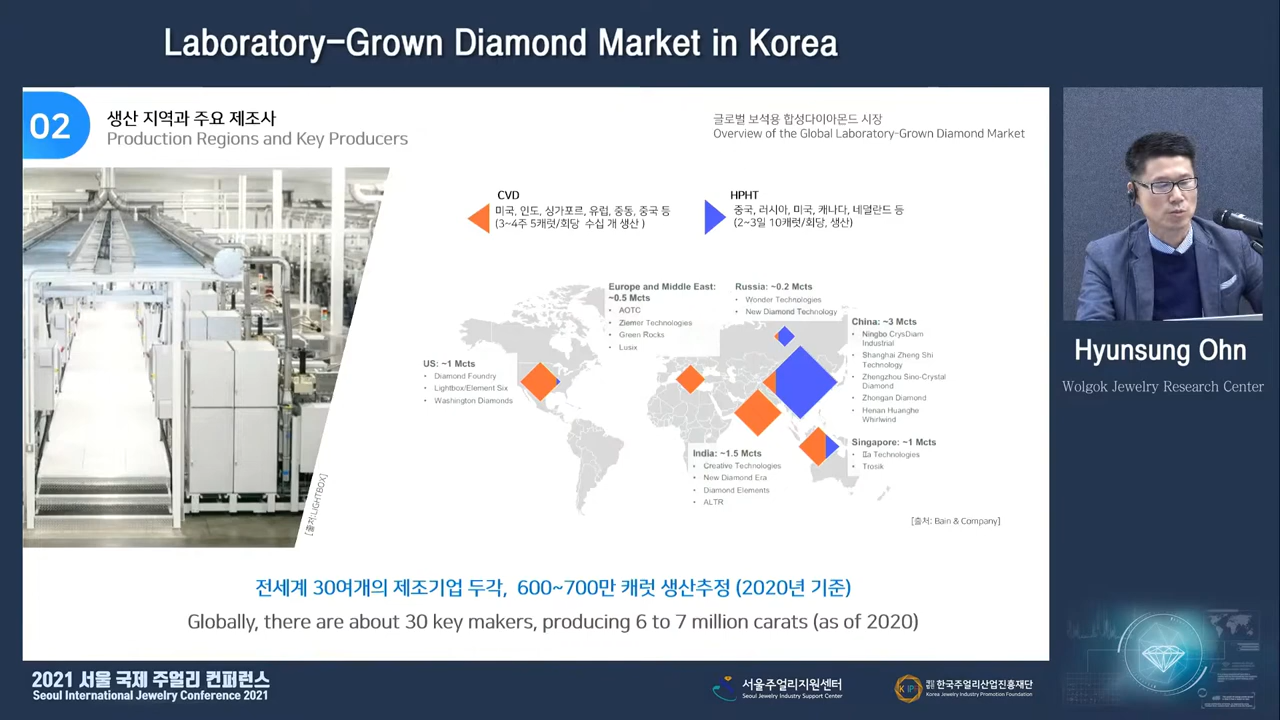 Laboratory-Grown Diamond Market in Korea
02
생산 지역과 주요 제조사
Production Regions and Key Producers
글로벌 보석용 합성다이아몬드 시장
Overview of the Global Laboratory-Grown Diamond Market
CVD
미국, 인도, 싱가포르, 유럽, 중동, 중국 등
(3~4주 5캐럿/회당 수십 개 생산 )
HPHT
중국, 러시아, 미국, 캐나다, 네덜란드 등
(2~3일 10캐럿/회당, 생산)
Europe and Middle East:
~0.5 Mcts
• AOTC
• Ziemer Technologies
• Green Rocks
• Lusix
Russia: ~0.2 Mcts
• Wonder Technologies
• New Diamond Technology
China: ~3 Mcts
• Ningbo CrysDiam
Industrial
• Shanghai Zheng Shi
Technology
• Zhengzhou Sino-Crystal
Diamond
• Zhongan Diamond
• Henan Huanghe
Whirlwind
US: ~1 Mcts
• Diamond Foundry
• Lightbox/Element Six
• Washington Diamonds
India: ~1.5 Mcts
• Creative Technologies
• New Diamond Era
• Diamond Elements
• ALTR
Singapore: ~1 Mcts
• IIa Technologies
• Trosik
[출처:LIGHTBOX]
[출처: Bain & Company]
전세계 30여개의 제조기업 두각, 600~700만 캐럿 생산추정 (2020년 기준)
Globally, there are about 30 key makers, producing 6 to 7 million carats (as of 2020)
Hyunsung Ohn
Wolgok Jewelry Research Center
2021 서울 국제 주얼리 컨퍼런스
Seoul International Jewelry Conference 2021
서울주얼리지원센터
Seoul Jewelry Industry Support Center
재단법인 한국주얼리산업진흥재단
Korea Jewelry Industry Promotion Foundation